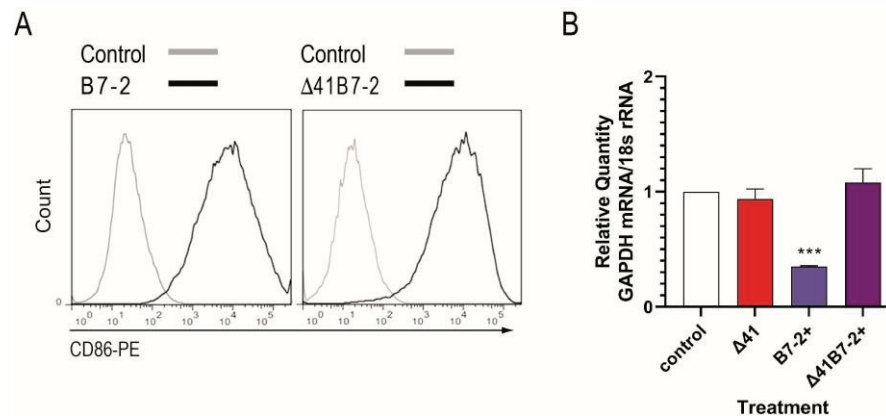 A
Control
B7-2
Control
Δ41B7-2
Count
0
10^0 10^1 10^2 10^3 10^4 10^5
10^0 10^1 10^2 10^3 10^4 10^5
CD86-PE
B
Relative Quantity
GAPDH mRNA/18s rRNA
2
1
0
***
control
Δ41
B7-2+
Δ41B7-2+
Treatment